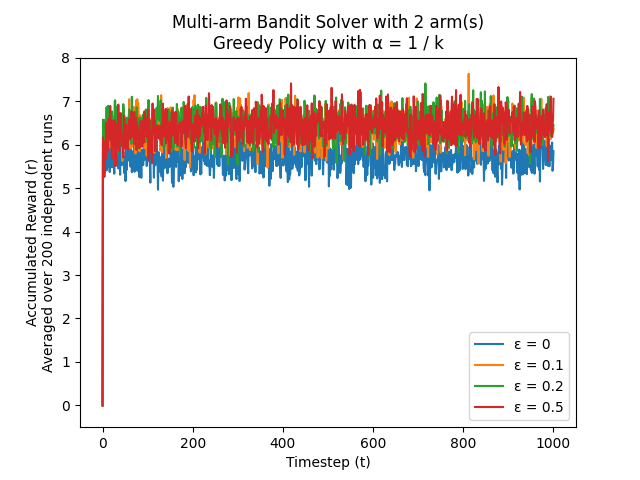 Multi-arm Bandit Solver with 2 arm(s)
Greedy Policy with α = 1 / k
Accumulated Reward (r)
Averaged over 200 independent runs
8
7
6
5
4
3
2
1
0
ε = 0
ε = 0.1
ε = 0.2
ε = 0.5
0
200
400
600
800
1000
Timestep (t)